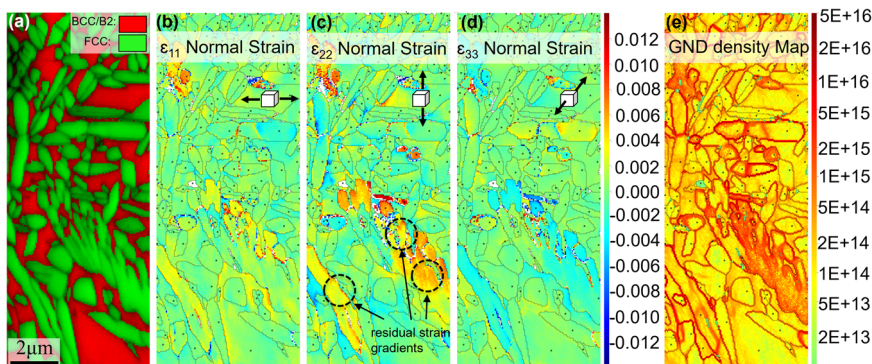 (a)
BCC/B2:
FCC:
2μm
(b)
ε11 Normal Strain
(c)
ε22 Normal Strain
residual strain
gradients
(d)
ε33 Normal Strain
0.012
0.010
0.008
0.006
0.004
0.002
0.000
-0.002
-0.004
-0.006
-0.008
-0.010
-0.012
(e)
GND density Map
5E+16
2E+16
1E+16
5E+15
2E+15
1E+15
5E+14
2E+14
1E+14
5E+13
2E+13